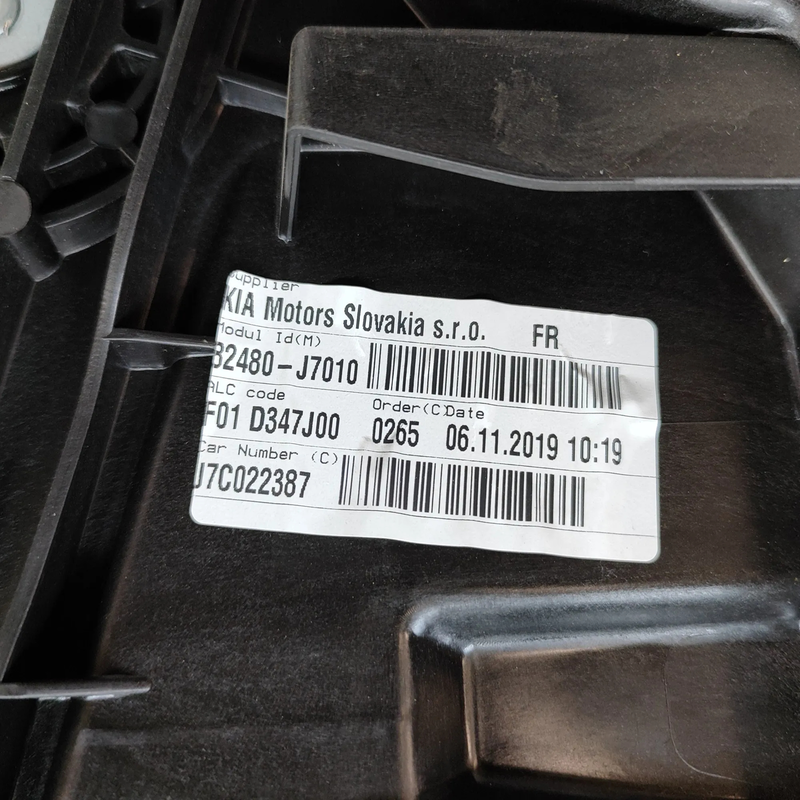 Supplier
KIA Motors Slovakia s.r.o. FR
Modul Id(M)
82480-J7010
ALC code Order(C) Date
F01 D347J00 0265 06.11.2019 10:19
Car Number (C)
J7C022387